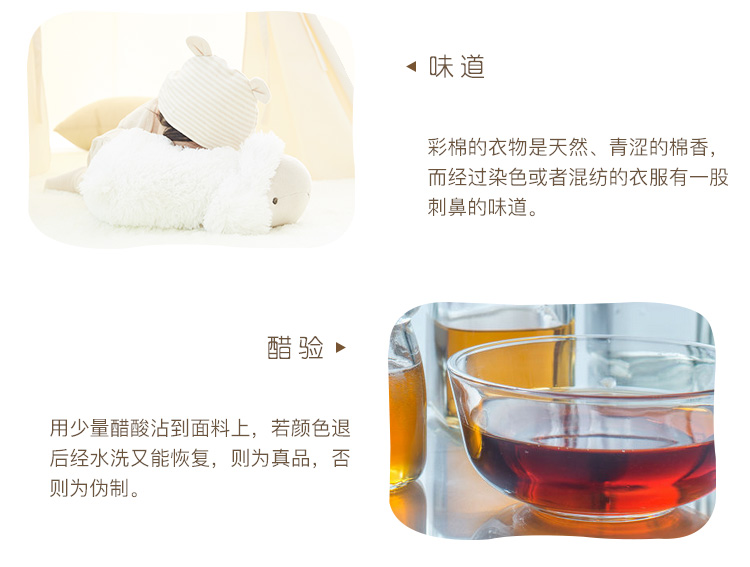 味道
彩棉的衣物是天然、青涩的棉香，
而经过染色或者混纺的衣服有一股
刺鼻的味道。
醋验
用少量醋酸沾到面料上，若颜色退
后经水洗又能恢复，则为真品，否
则为伪制。